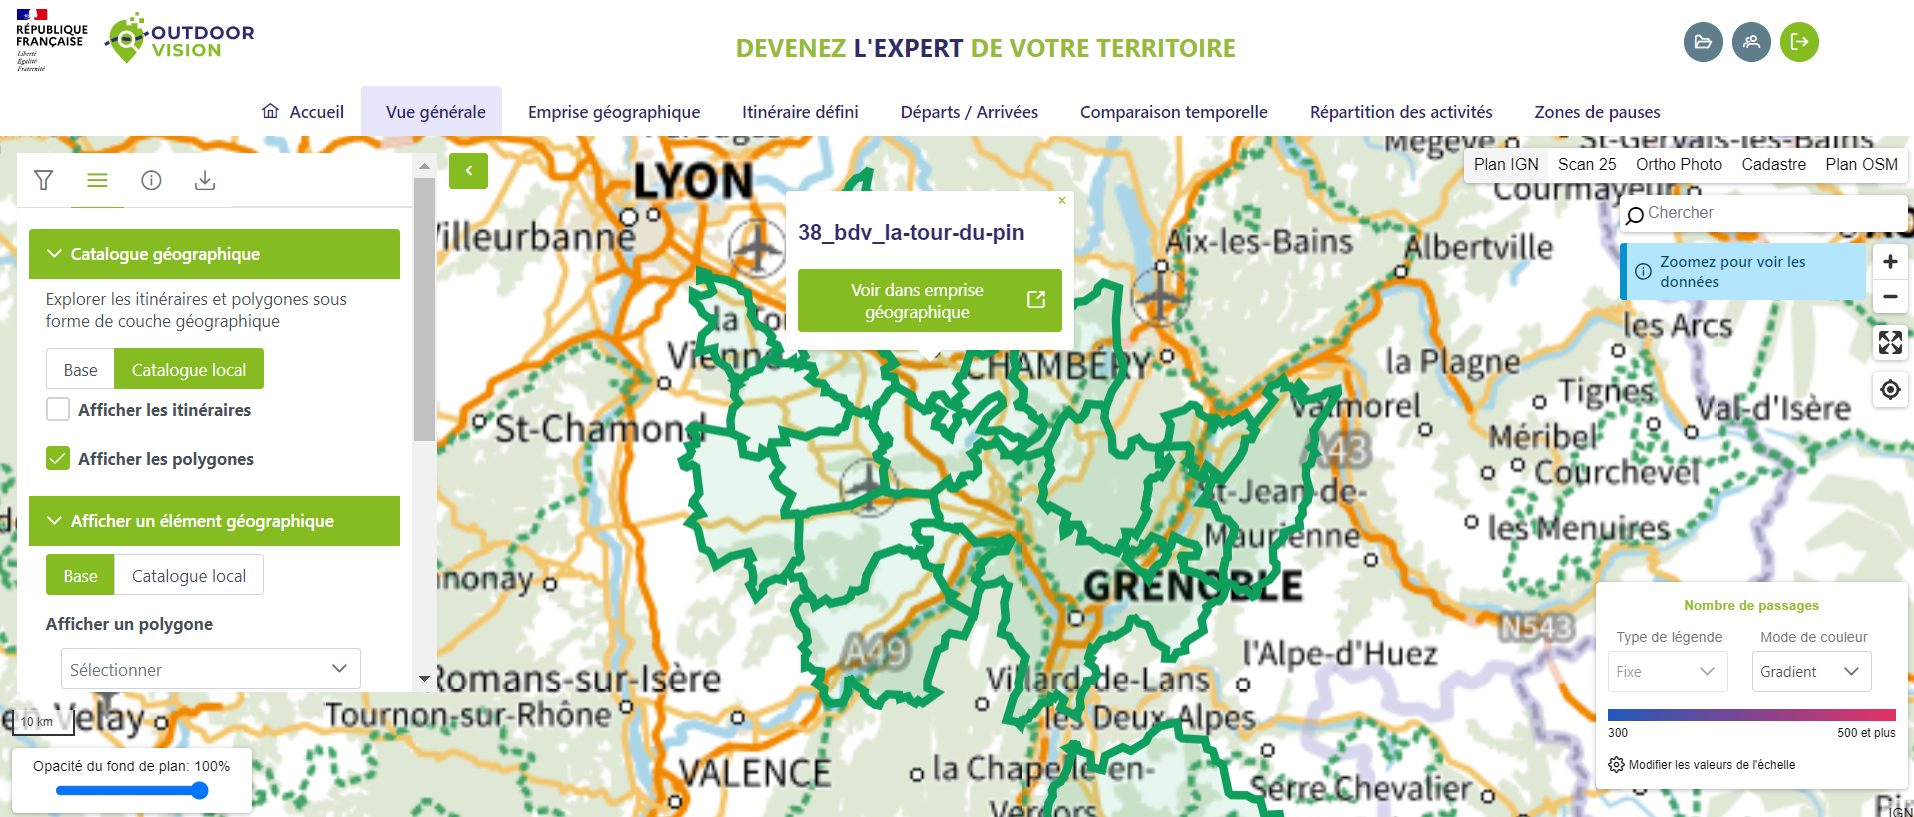 RÉPUBLIQUE
FRANÇAISE
Liberté
Égalité
Fraternité
OUTDOOR
VISION
DEVENEZ L'EXPERT DE VOTRE TERRITOIRE
Accueil
Vue générale
Emprise géographique
Itinéraire défini
Départs / Arrivées
Comparaison temporelle
Répartition des activités
Zones de pauses
Catalogue géographique
Explorer les itinéraires et polygones sous
forme de couche géographique
Base
Catalogue local
Afficher les itinéraires
Afficher les polygones
Afficher un élément géographique
Base
Catalogue local
Afficher un polygone
Sélectionner
10 km
Opacité du fond de plan: 100%
38_bdv_la-tour-du-pin
×
Voir dans emprise
géographique
Plan IGN
Scan 25
Ortho Photo
Cadastre
Plan OSM
Chercher
Zoomez pour voir les
données
+
−
Nombre de passages
Type de légende
Mode de couleur
Fixe
Gradient
300
500 et plus
Modifier les valeurs de l'échelle
IGN
Megève
St-Gervais-les-Bains
LYON
Courmayeur
Villeurbanne
Aix-les-Bains
Albertville
Vienne
CHAMBÉRY
les Arcs
la Plagne
Tignes
St-Chamond
Valmorel
Val-d'Isère
A43
Méribel
Courchevel
St-Jean-de-
Maurienne
les Menuires
GRENOBLE
N543
A49
l'Alpe-d'Huez
Romans-sur-Isère
Villard-de-Lans
Tournon-sur-Rhône
les Deux Alpes
VALENCE
la Chapelle-en-
Vercors
Serre Chevalier